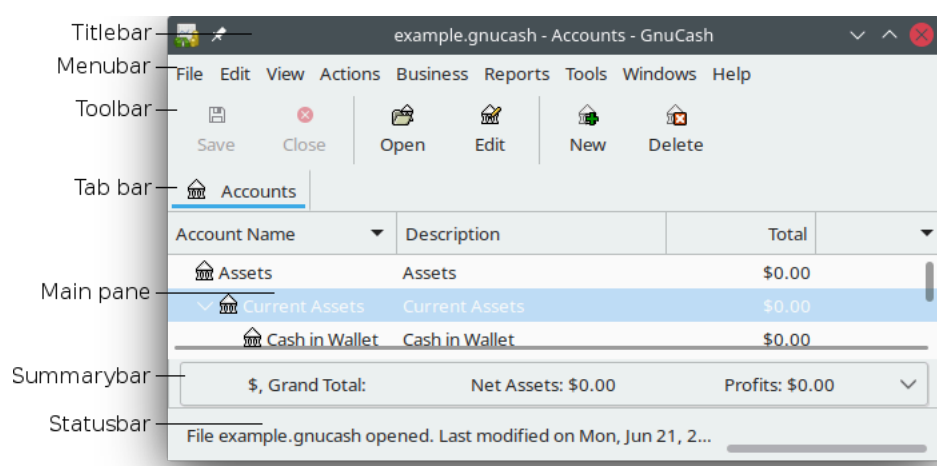 Titlebar
example.gnucash - Accounts - GnuCash
Menubar
File Edit View Actions Business Reports Tools Windows Help
Toolbar
Save Close Open Edit New Delete
Tab bar
Accounts
Account Name Description Total
Assets Assets $0.00
Main pane
Current Assets Current Assets $0.00
Cash in Wallet Cash in Wallet $0.00
Summarybar
$, Grand Total: Net Assets: $0.00 Profits: $0.00
Statusbar
File example.gnucash opened. Last modified on Mon, Jun 21, 2...